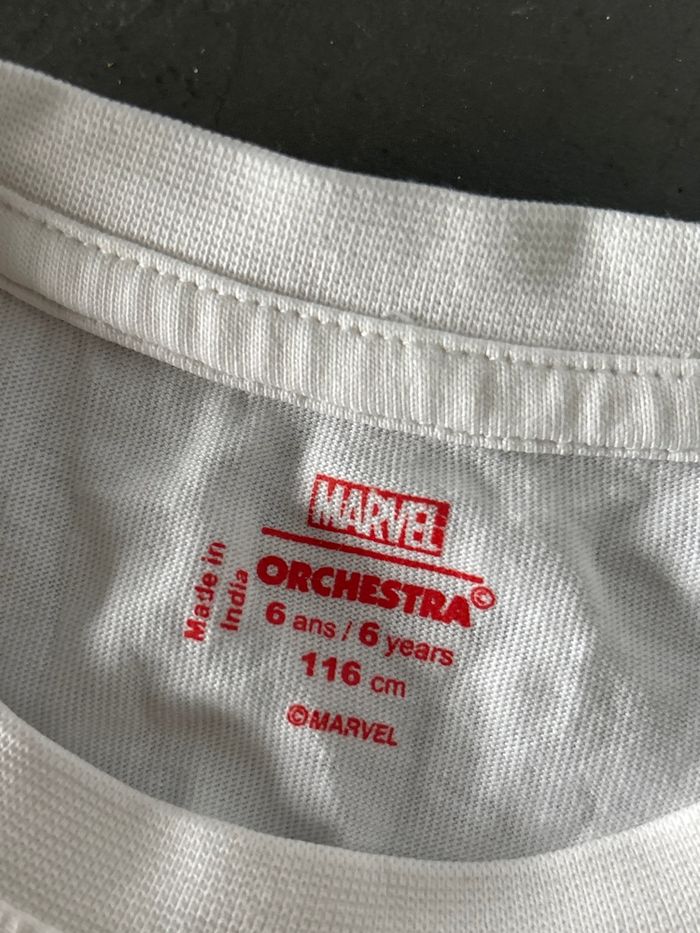 MARVEL
ORCHESTRA©
6 ans / 6 years
116 cm
©MARVEL
Made in
India